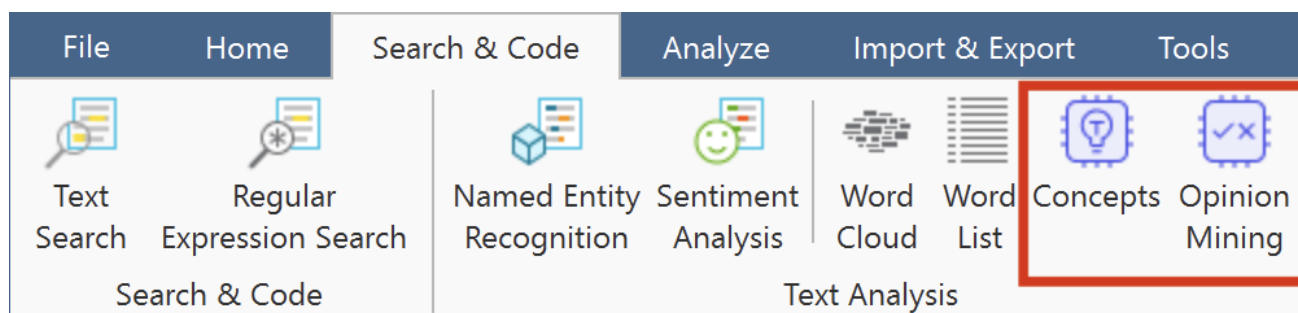 File Home Search & Code Analyze Import & Export Tools
Text Regular Named Entity Sentiment Word Word Concepts Opinion
Search Expression Search Recognition Analysis Cloud List Mining
Search & Code Text Analysis